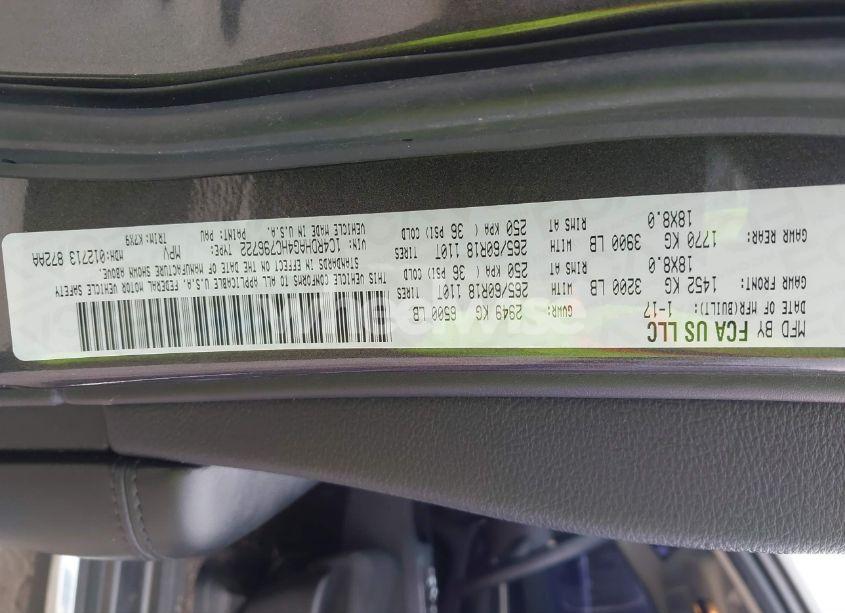 MFD BY FCA US LLC
DATE OF MFR(BUILT): 1-17 GVWR: 2949 KG 6500 LB
GAWR FRONT: 1452 KG 3200 LB WITH 265/60R18 110T TIRES
18X8.0 RIMS AT 250 KPA ( 36 PSI) COLD
GAWR REAR: 1770 KG 3900 LB WITH 265/60R18 110T TIRES
18X8.0 RIMS AT 250 KPA ( 36 PSI) COLD
THIS VEHICLE CONFORMS TO ALL APPLICABLE U.S.A. FEDERAL MOTOR VEHICLE SAFETY
STANDARDS IN EFFECT ON THE DATE OF MANUFACTURE SHOWN ABOVE.
VIN: 1C4RDHAG4HC796722 TYPE: MPV MDH:012713 872AA
VEHICLE MADE IN U.S.A. PAINT: PAU TRIM: K7X9